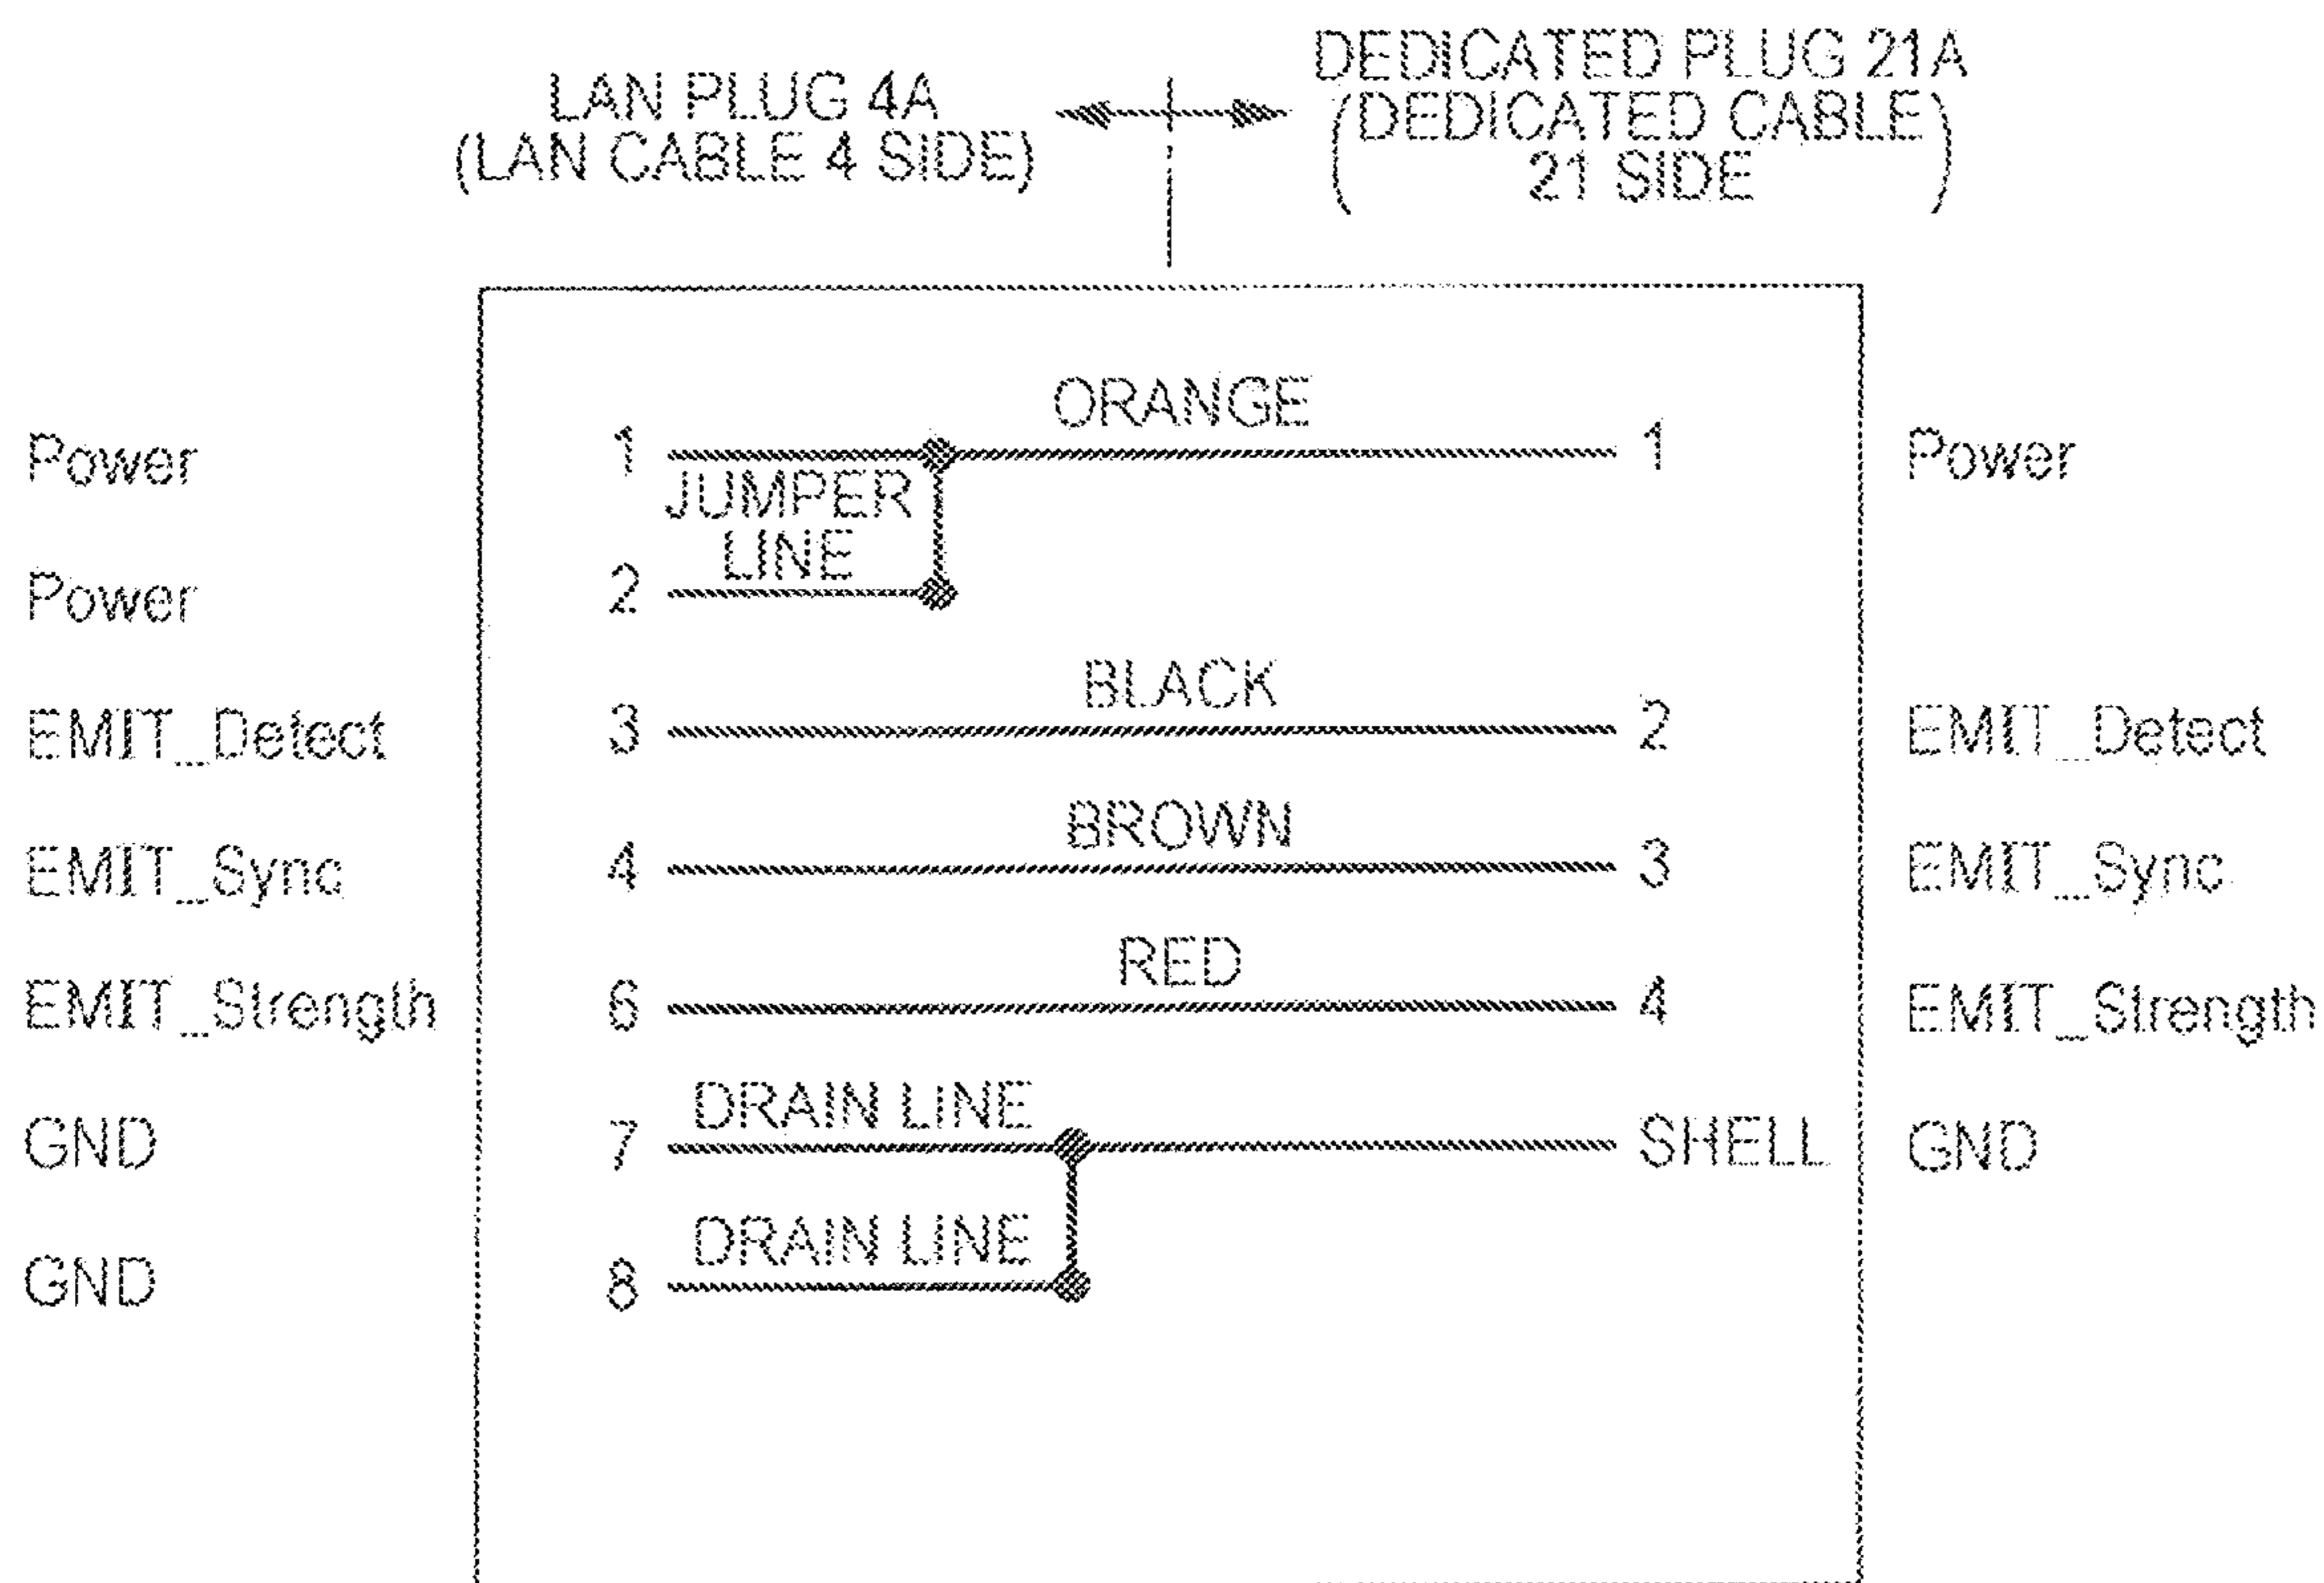 LAN PLUG 4A
(LAN CABLE 4 SIDE)
DEDICATED PLUG 21A
(DEDICATED CABLE
21 SIDE)
ORANGE
Power 1 1 Power
JUMPER
LINE
Power 2
BLACK
EMIT_Detect 3 2 EMIT_Detect
BROWN
EMIT_Sync 4 3 EMIT_Sync
RED
EMIT_Strength 6 4 EMIT_Strength
DRAIN LINE
GND 7 SHELL GND
DRAIN LINE
GND 8